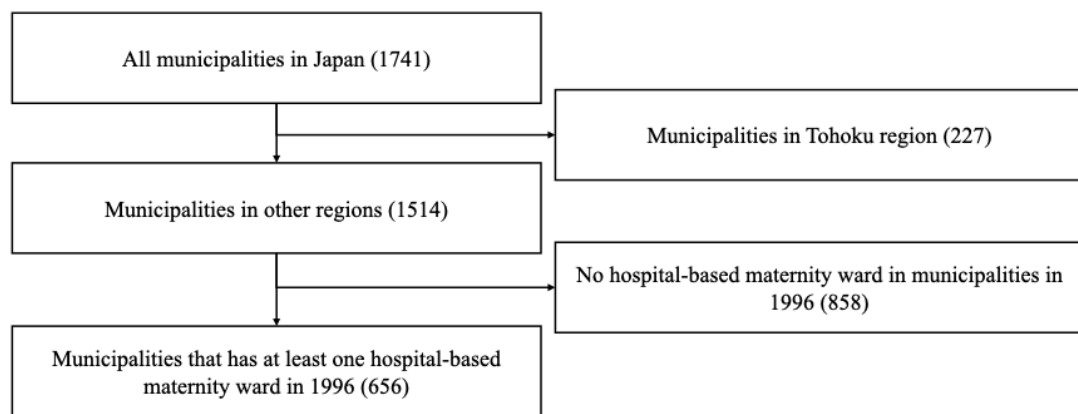 All municipalities in Japan (1741)
Municipalities in Tohoku region (227)
Municipalities in other regions (1514)
No hospital-based maternity ward in municipalities in
1996 (858)
Municipalities that has at least one hospital-based
maternity ward in 1996 (656)